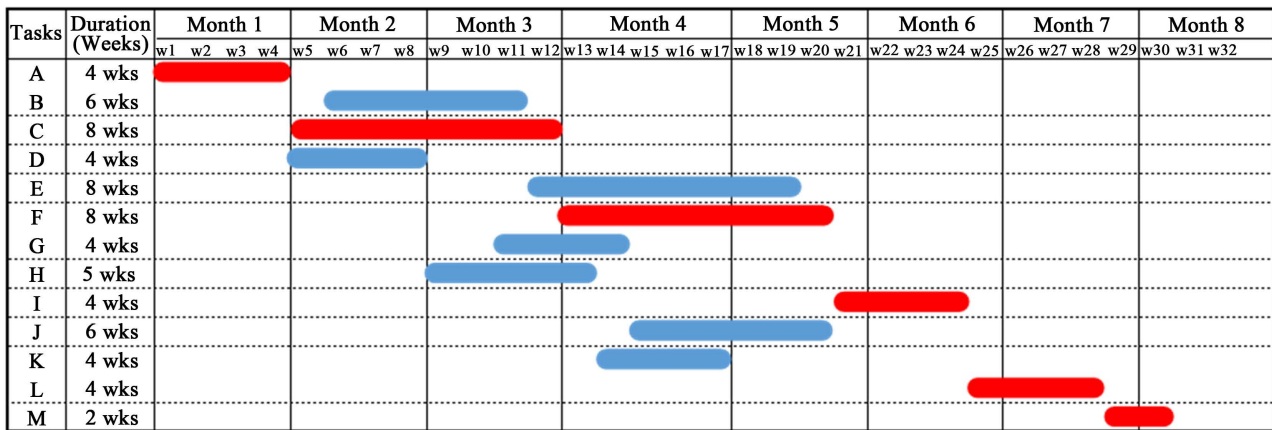 Tasks Duration (Weeks) Month 1 Month 2 Month 3 Month 4 Month 5 Month 6 Month 7 Month 8
w1 w2 w3 w4 w5 w6 w7 w8 w9 w10 w11 w12 w13 w14 w15 w16 w17 w18 w19 w20 w21 w22 w23 w24 w25 w26 w27 w28 w29 w30 w31 w32
A 4 wks
B 6 wks
C 8 wks
D 4 wks
E 8 wks
F 8 wks
G 4 wks
H 5 wks
I 4 wks
J 6 wks
K 4 wks
L 4 wks
M 2 wks